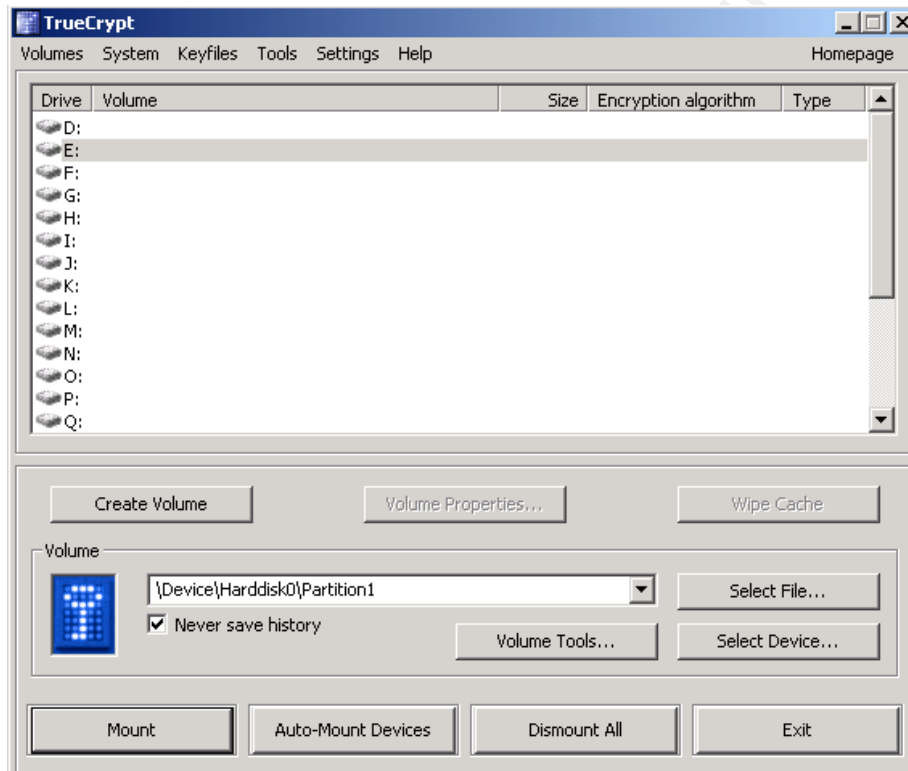 TrueCrypt
Volumes System Keyfiles Tools Settings Help Homepage
Drive Volume Size Encryption algorithm Type
D:
E:
F:
G:
H:
I:
J:
K:
L:
M:
N:
O:
P:
Q:
Create Volume Volume Properties... Wipe Cache
Volume
\Device\Harddisk0\Partition1 Select File...
Never save history
Volume Tools... Select Device...
Mount Auto-Mount Devices Dismount All Exit